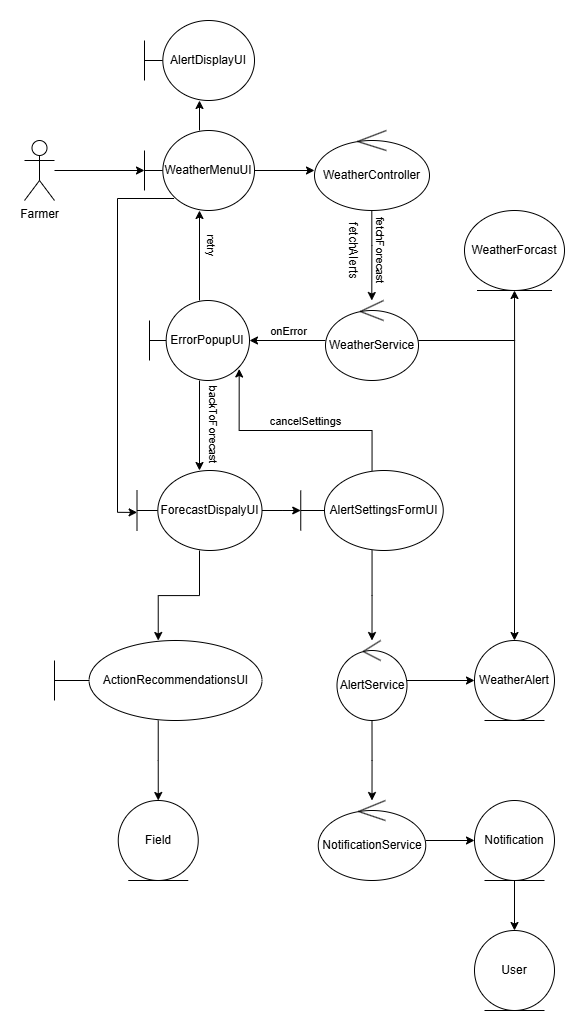 AlertDisplayUI
WeatherMenuUI
WeatherController
Farmer
retny
fetchForecast
fetchAlerts
WeatherForcast
ErrorPopupUI
onError
WeatherService
backToForecast
cancelSettings
ForecastDispalyUI
AlertSettingsFormUI
ActionRecommendationsUI
AlertService
WeatherAlert
Field
NotificationService
Notification
User